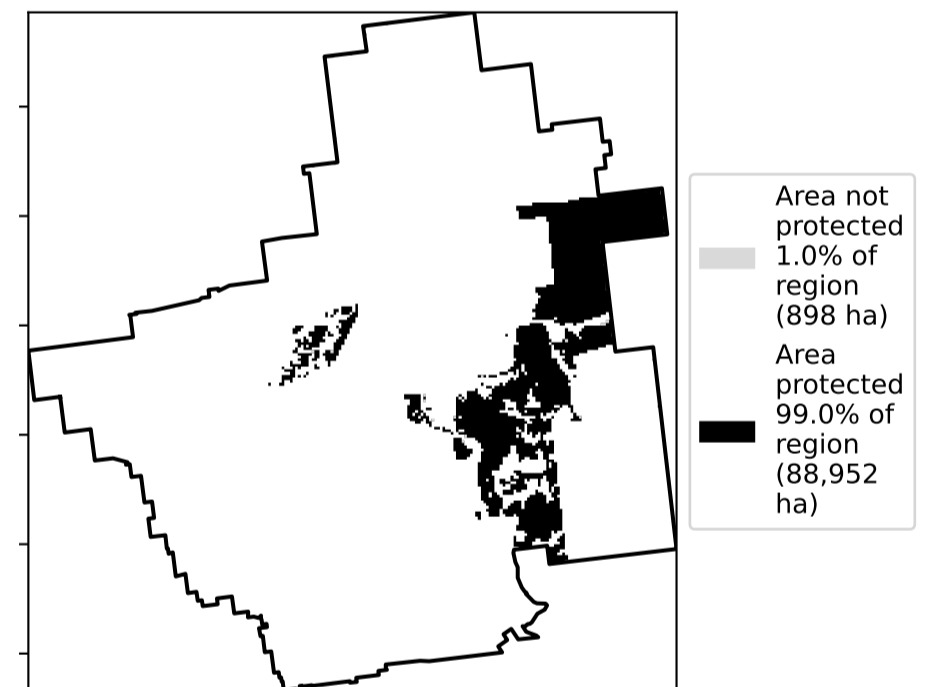 Area not
protected
1.0% of
region
(898 ha)
Area
protected
99.0% of
region
(88,952
ha)